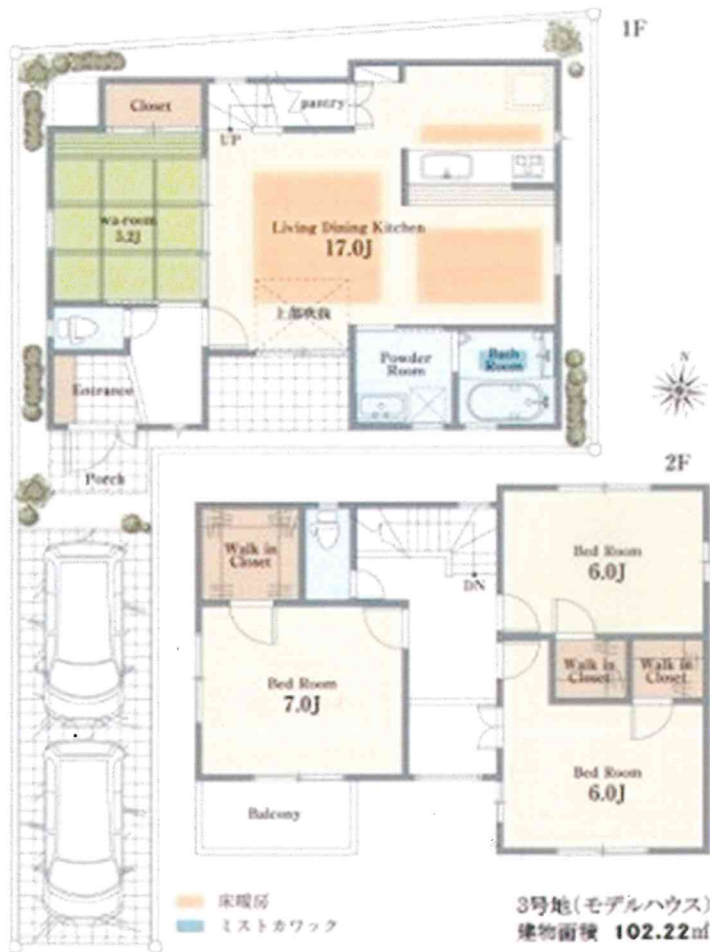 1F
Closet
pantry
UP
wa-room
5.2J
Living Dining Kitchen
17.0J
上部吹抜
Powder
Room
Bath
Room
Entrance
Porch
N
2F
Walk in
Closet
DN
Bed Room
6.0J
Bed Room
7.0J
Walk in
Closet
Walk in
Closet
Bed Room
6.0J
Balcony
床暖房
ミストカワック
3号地(モデルハウス)
建物面積 102.22㎡